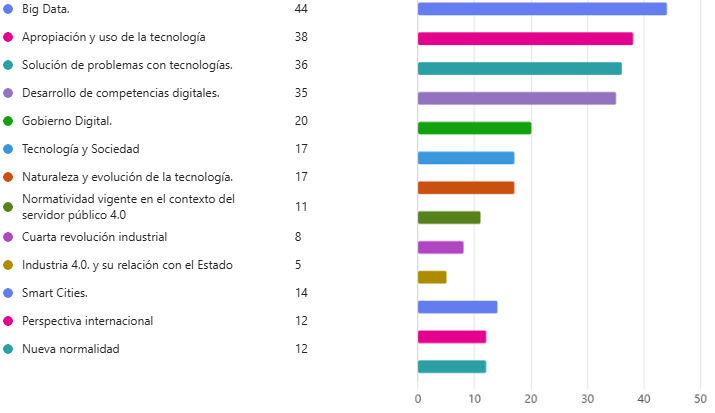 Big Data. 44
Apropiación y uso de la tecnología 38
Solución de problemas con tecnologías. 36
Desarrollo de competencias digitales. 35
Gobierno Digital. 20
Tecnología y Sociedad 17
Naturaleza y evolución de la tecnología. 17
Normatividad vigente en el contexto del
servidor público 4.0 11
Cuarta revolución industrial 8
Industria 4.0. y su relación con el Estado 5
Smart Cities. 14
Perspectiva internacional 12
Nueva normalidad 12
0 10 20 30 40 50